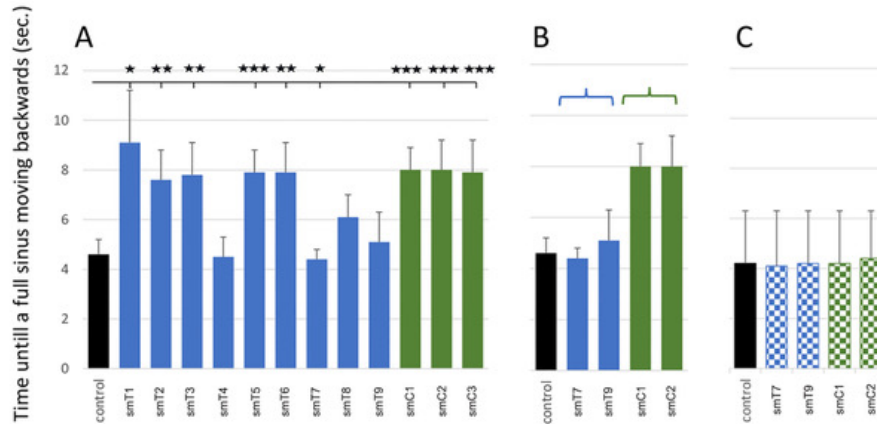 Time untill a full sinus moving backwards (sec.)
A
★ ★★ ★★ ★★★ ★★ ★ ★★★ ★★★ ★★★
12
10
8
6
4
2
0
control smT1 smT2 smT3 smT4 smT5 smT6 smT7 smT8 smT9 smC1 smC2 smC3
B
control smT7 smT9 smC1 smC2
C
control smT7 smT9 smC1 smC2